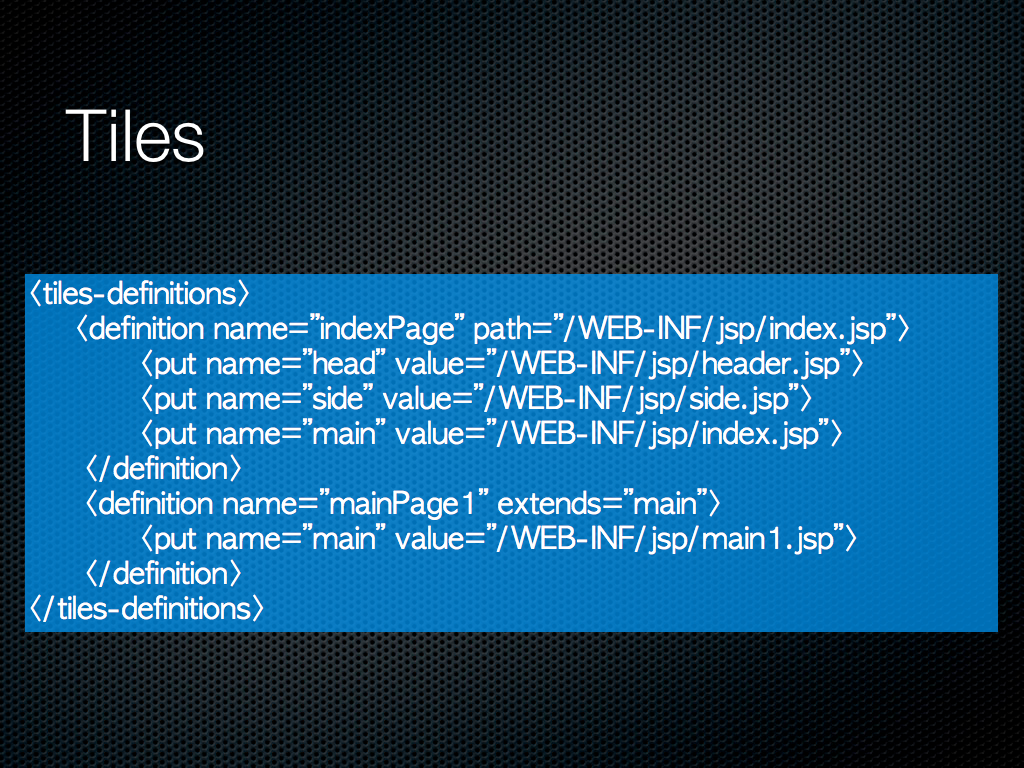 Tiles
<tiles-definitions>
<definition name="indexPage" path="/WEB-INF/jsp/index.jsp">
<put name="head" value="/WEB-INF/jsp/header.jsp">
<put name="side" value="/WEB-INF/jsp/side.jsp">
<put name="main" value="/WEB-INF/jsp/index.jsp">
</definition>
<definition name="mainPage1" extends="main">
<put name="main" value="/WEB-INF/jsp/main1.jsp">
</definition>
</tiles-definitions>